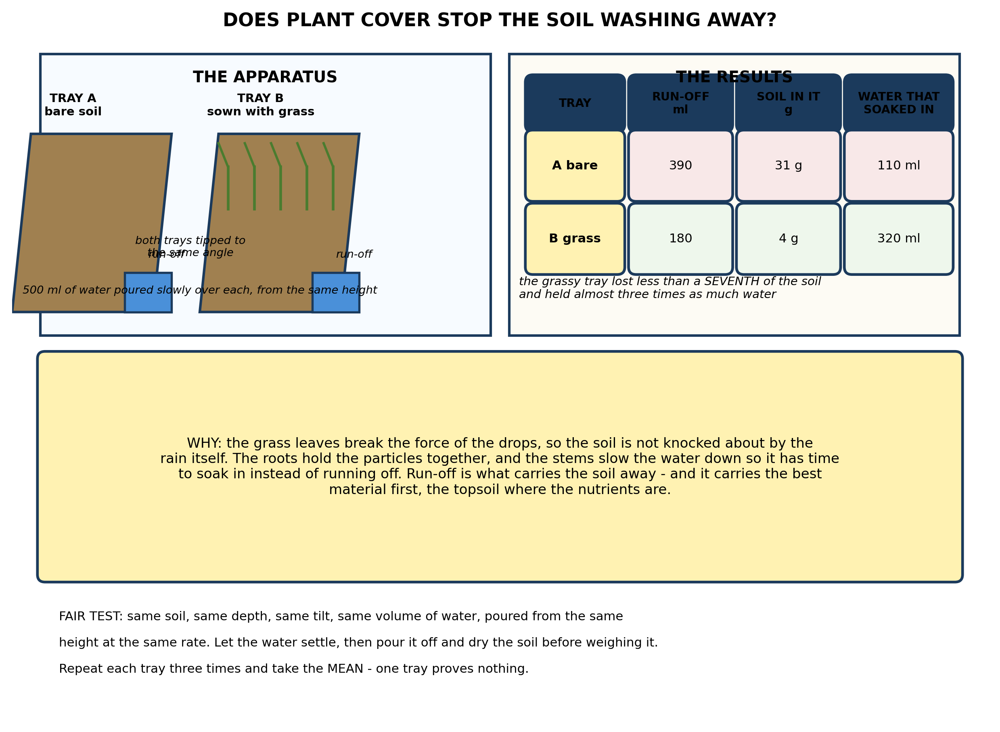 DOES PLANT COVER STOP THE SOIL WASHING AWAY?
THE APPARATUS
TRAY A
bare soil
TRAY B
sown with grass
both trays tipped to
the same angle
run-off
run-off
500 ml of water poured slowly over each, from the same height
THE RESULTS
TRAY
RUN-OFF
ml
SOIL IN IT
g
WATER THAT
SOAKED IN
A bare
390
31 g
110 ml
B grass
180
4 g
320 ml
the grassy tray lost less than a SEVENTH of the soil
and held almost three times as much water
WHY: the grass leaves break the force of the drops, so the soil is not knocked about by the
rain itself. The roots hold the particles together, and the stems slow the water down so it has time
to soak in instead of running off. Run-off is what carries the soil away - and it carries the best
material first, the topsoil where the nutrients are.
FAIR TEST: same soil, same depth, same tilt, same volume of water, poured from the same
height at the same rate. Let the water settle, then pour it off and dry the soil before weighing it.
Repeat each tray three times and take the MEAN - one tray proves nothing.